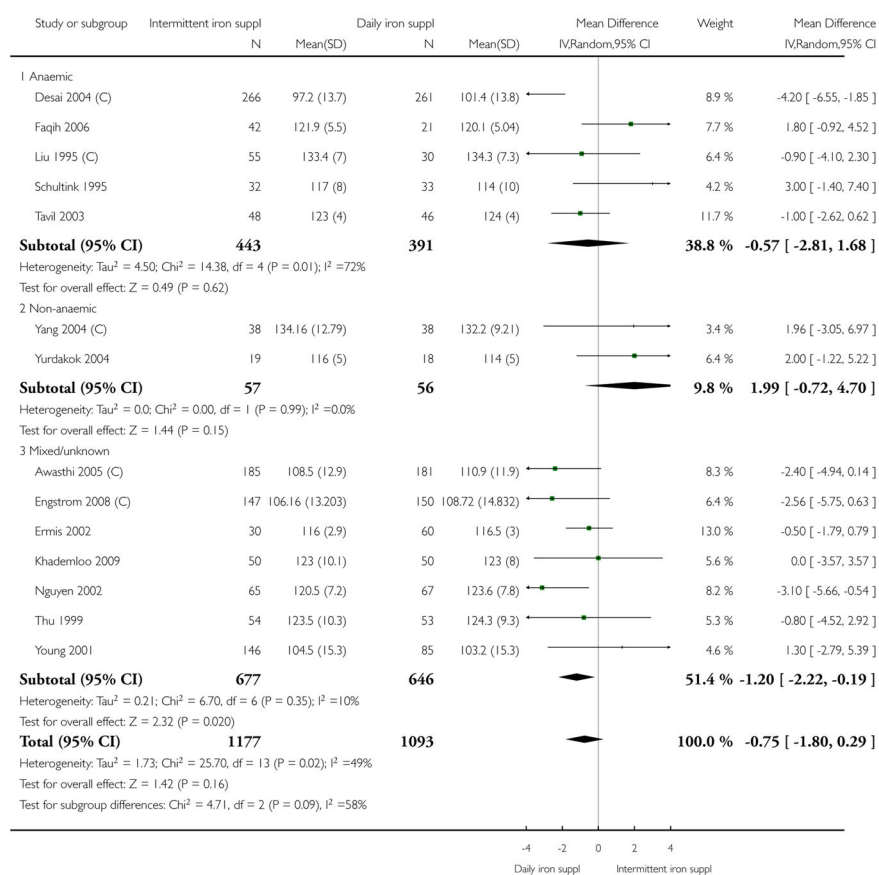 Study or subgroup Intermittent iron suppl Daily iron suppl Mean Difference Weight Mean Difference
N Mean(SD) N Mean(SD) IV,Random,95% CI IV,Random,95% CI
1 Anaemic
Desai 2004 (C) 266 97.2 (13.7) 261 101.4 (13.8) 8.9 % -4.20 [ -6.55, -1.85 ]
Faqih 2006 42 121.9 (5.5) 21 120.1 (5.04) 7.7 % 1.80 [ -0.92, 4.52 ]
Liu 1995 (C) 55 133.4 (7) 30 134.3 (7.3) 6.4 % -0.90 [ -4.10, 2.30 ]
Schultink 1995 32 117 (8) 33 114 (10) 4.2 % 3.00 [ -1.40, 7.40 ]
Tavil 2003 48 123 (4) 46 124 (4) 11.7 % -1.00 [ -2.62, 0.62 ]
Subtotal (95% CI) 443 391 38.8 % -0.57 [ -2.81, 1.68 ]
Heterogeneity: Tau² = 4.50; Chi² = 14.38, df = 4 (P = 0.01); I² =72%
Test for overall effect: Z = 0.49 (P = 0.62)
2 Non-anaemic
Yang 2004 (C) 38 134.16 (12.79) 38 132.2 (9.21) 3.4 % 1.96 [ -3.05, 6.97 ]
Yurdakok 2004 19 116 (5) 18 114 (5) 6.4 % 2.00 [ -1.22, 5.22 ]
Subtotal (95% CI) 57 56 9.8 % 1.99 [ -0.72, 4.70 ]
Heterogeneity: Tau² = 0.0; Chi² = 0.00, df = 1 (P = 0.99); I² =0.0%
Test for overall effect: Z = 1.44 (P = 0.15)
3 Mixed/unknown
Awasthi 2005 (C) 185 108.5 (12.9) 181 110.9 (11.9) 8.3 % -2.40 [ -4.94, 0.14 ]
Engstrom 2008 (C) 147 106.16 (13.203) 150 108.72 (14.832) 6.4 % -2.56 [ -5.75, 0.63 ]
Ermis 2002 30 116 (2.9) 60 116.5 (3) 13.0 % -0.50 [ -1.79, 0.79 ]
Khademloo 2009 50 123 (10.1) 50 123 (8) 5.6 % 0.0 [ -3.57, 3.57 ]
Nguyen 2002 65 120.5 (7.2) 67 123.6 (7.8) 8.2 % -3.10 [ -5.66, -0.54 ]
Thu 1999 54 123.5 (10.3) 53 124.3 (9.3) 5.3 % -0.80 [ -4.52, 2.92 ]
Young 2001 146 104.5 (15.3) 85 103.2 (15.3) 4.6 % 1.30 [ -2.79, 5.39 ]
Subtotal (95% CI) 677 646 51.4 % -1.20 [ -2.22, -0.19 ]
Heterogeneity: Tau² = 0.21; Chi² = 6.70, df = 6 (P = 0.35); I² =10%
Test for overall effect: Z = 2.32 (P = 0.020)
Total (95% CI) 1177 1093 100.0 % -0.75 [ -1.80, 0.29 ]
Heterogeneity: Tau² = 1.73; Chi² = 25.70, df = 13 (P = 0.02); I² =49%
Test for overall effect: Z = 1.42 (P = 0.16)
Test for subgroup differences: Chi² = 4.71, df = 2 (P = 0.09), I² =58%
-4 -2 0 2 4
Daily iron suppl Intermittent iron suppl